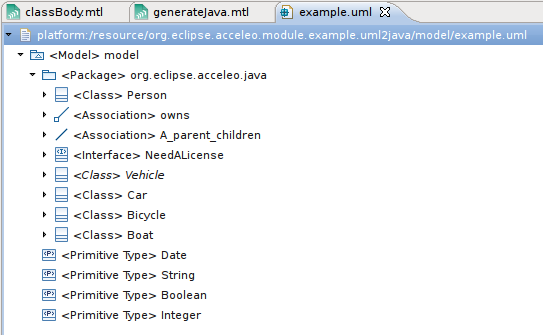 classBody.mtl generateJava.mtl example.uml
platform:/resource/org.eclipse.acceleo.module.example.uml2java/model/example.uml
<Model> model
<Package> org.eclipse.acceleo.java
<Class> Person
<Association> owns
<Association> A_parent_children
<Interface> NeedALicense
<Class> Vehicle
<Class> Car
<Class> Bicycle
<Class> Boat
<Primitive Type> Date
<Primitive Type> String
<Primitive Type> Boolean
<Primitive Type> Integer